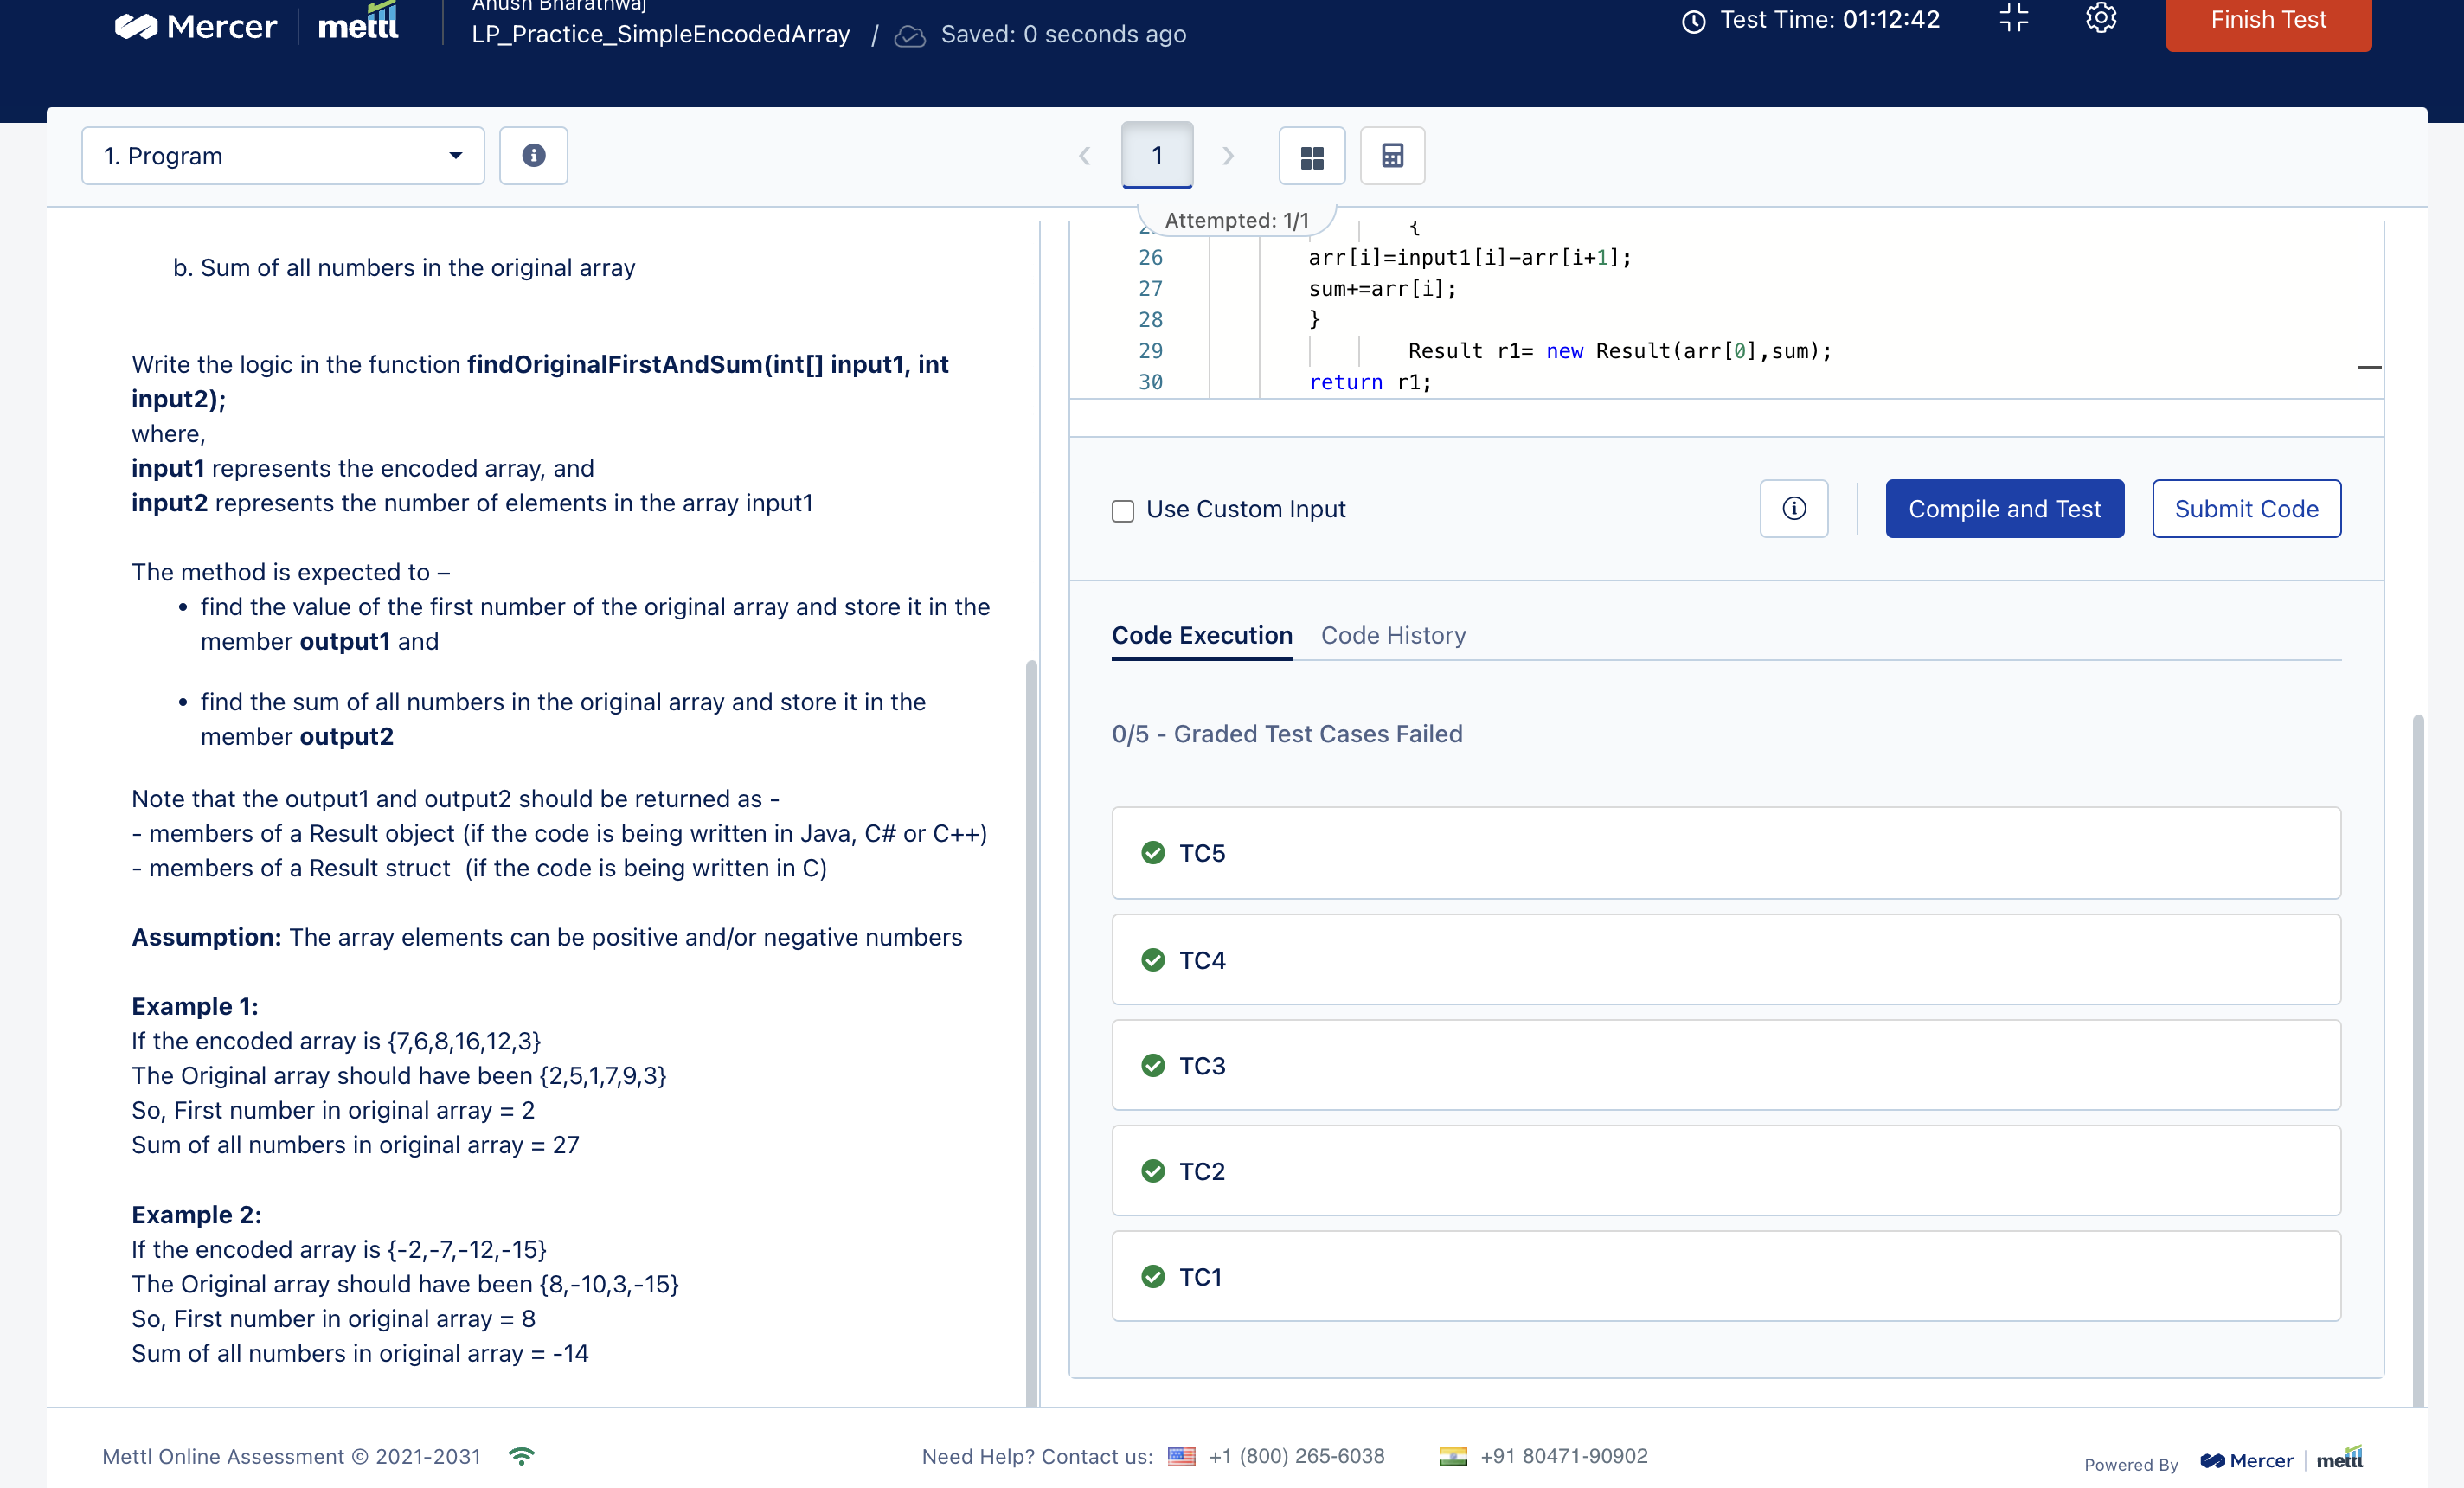 Mercer
mettl
Anush Bharathwaj
LP_Practice_SimpleEncodedArray / Saved: 0 seconds ago
Test Time: 01:12:42
Finish Test
1. Program
1
Attempted: 1/1
b. Sum of all numbers in the original array
Write the logic in the function findOriginalFirstAndSum(int[] input1, int
input2);
where,
input1 represents the encoded array, and
input2 represents the number of elements in the array input1
The method is expected to –
• find the value of the first number of the original array and store it in the
member output1 and
• find the sum of all numbers in the original array and store it in the
member output2
Note that the output1 and output2 should be returned as -
- members of a Result object (if the code is being written in Java, C# or C++)
- members of a Result struct  (if the code is being written in C)
Assumption: The array elements can be positive and/or negative numbers
Example 1:
If the encoded array is {7,6,8,16,12,3}
The Original array should have been {2,5,1,7,9,3}
So, First number in original array = 2
Sum of all numbers in original array = 27
Example 2:
If the encoded array is {-2,-7,-12,-15}
The Original array should have been {8,-10,3,-15}
So, First number in original array = 8
Sum of all numbers in original array = -14
{
26 arr[i]=input1[i]-arr[i+1];
27 sum+=arr[i];
28 }
29 Result r1= new Result(arr[0],sum);
30 return r1;
Use Custom Input
Compile and Test
Submit Code
Code Execution
Code History
0/5 - Graded Test Cases Failed
TC5
TC4
TC3
TC2
TC1
Mettl Online Assessment © 2021-2031
Need Help? Contact us: +1 (800) 265-6038 +91 80471-90902
Powered By Mercer mettl